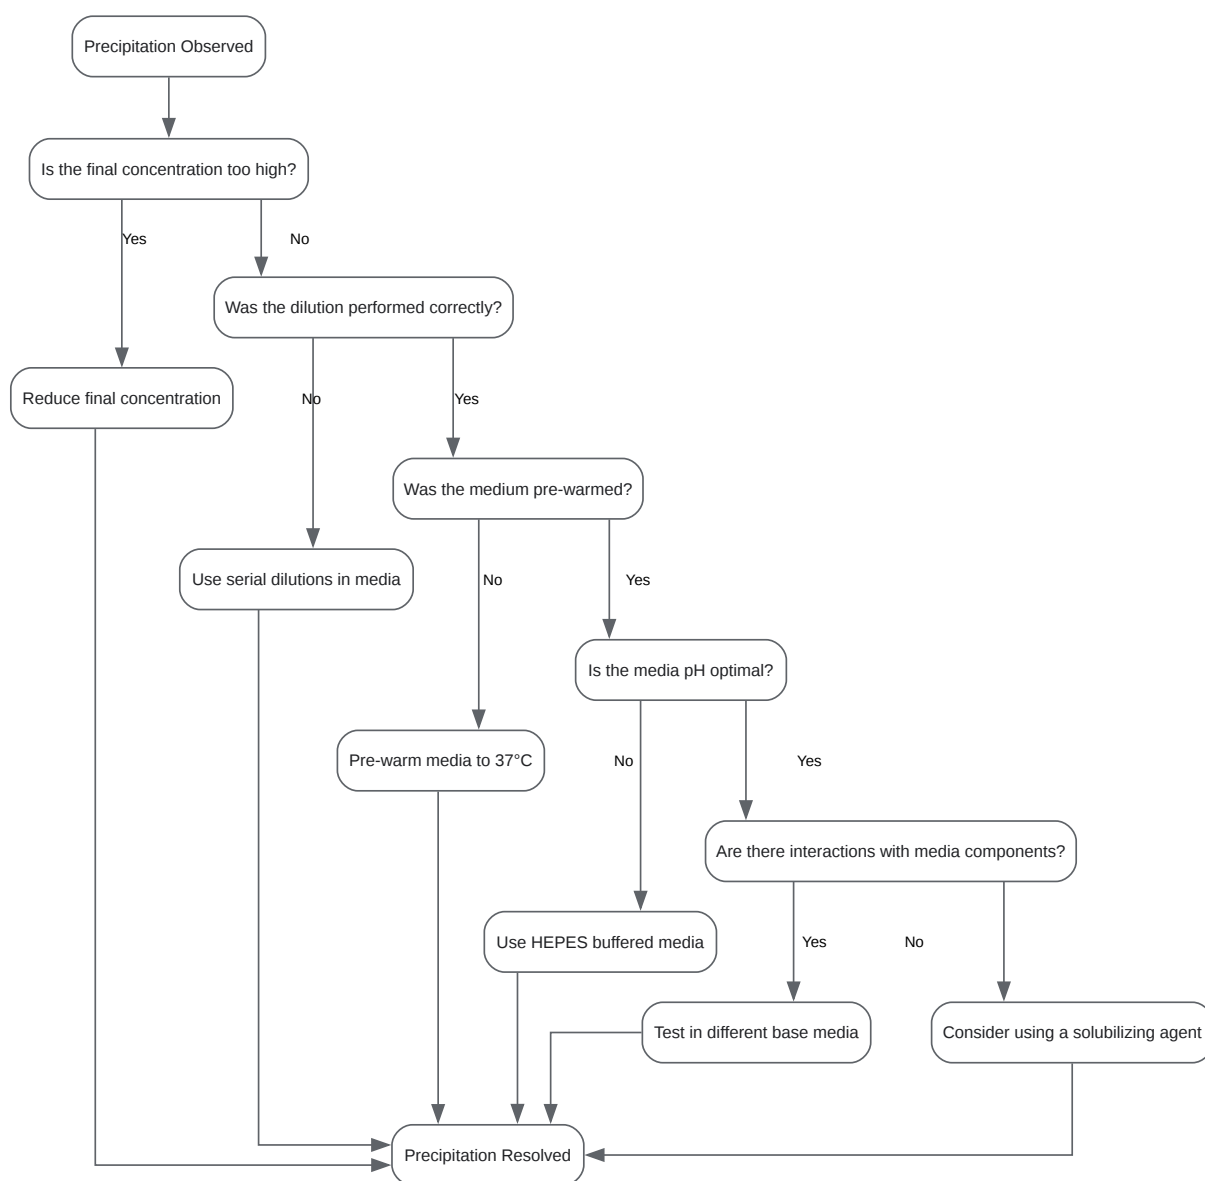 Precipitation Observed
Is the final concentration too high?
Yes
No
Was the dilution performed correctly?
Reduce final concentration
No
Yes
Was the medium pre-warmed?
Use serial dilutions in media
No
Yes
Is the media pH optimal?
Pre-warm media to 37°C
No
Yes
Are there interactions with media components?
Use HEPES buffered media
Yes
No
Test in different base media
Consider using a solubilizing agent
Precipitation Resolved